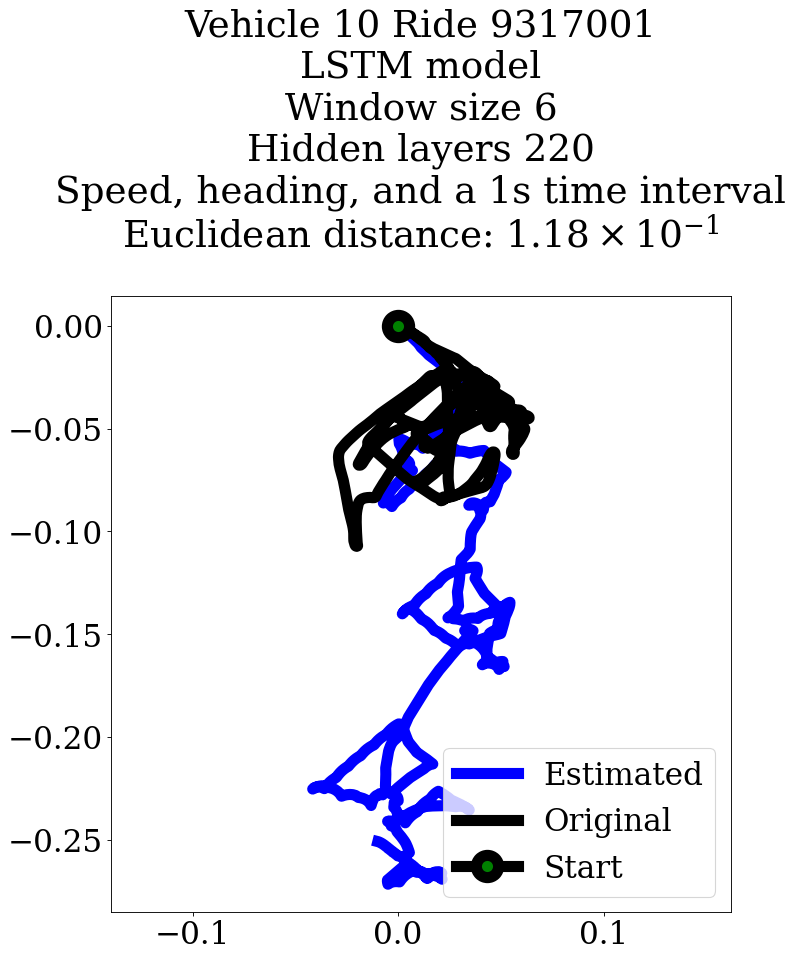 Vehicle 10 Ride 9317001
LSTM model
Window size 6
Hidden layers 220
Speed, heading, and a 1s time interval
Euclidean distance: 1.18 × 10⁻¹
0.00
−0.05
−0.10
−0.15
−0.20
−0.25
Estimated
Original
Start
−0.1 0.0 0.1